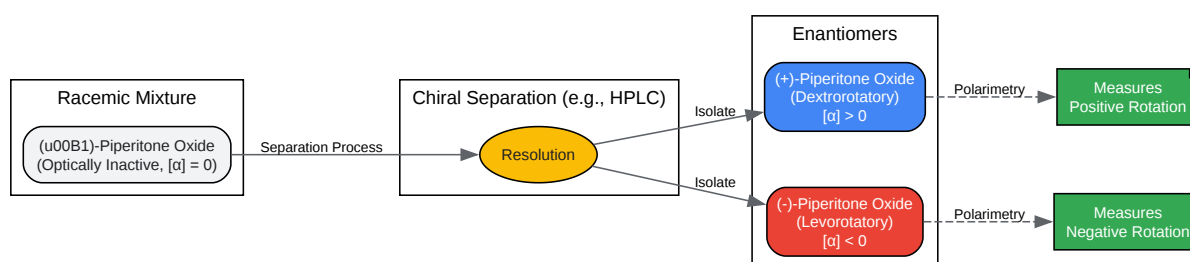 Racemic Mixture
(u00B1)-Piperitone Oxide
(Optically Inactive, [α] = 0)
Separation Process
Chiral Separation (e.g., HPLC)
Resolution
Isolate
Isolate
Enantiomers
(+)-Piperitone Oxide
(Dextrorotatory)
[α] > 0
(-)-Piperitone Oxide
(Levorotatory)
[α] < 0
Polarimetry
Measures
Positive Rotation
Polarimetry
Measures
Negative Rotation